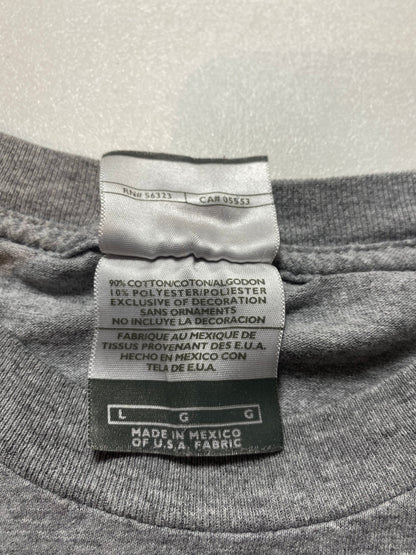 RN# 56323 CA# 05553
90% COTTON/COTON/ALGODON
10% POLYESTER/POLIESTER
EXCLUSIVE OF DECORATION
SANS ORNAMENTS
NO INCLUYE LA DECORACION
FABRIQUE AU MEXIQUE DE
TISSUS PROVENANT DES E.U.A.
HECHO EN MEXICO CON
TELA DE E.U.A.
L G G
MADE IN MEXICO
OF U.S.A. FABRIC